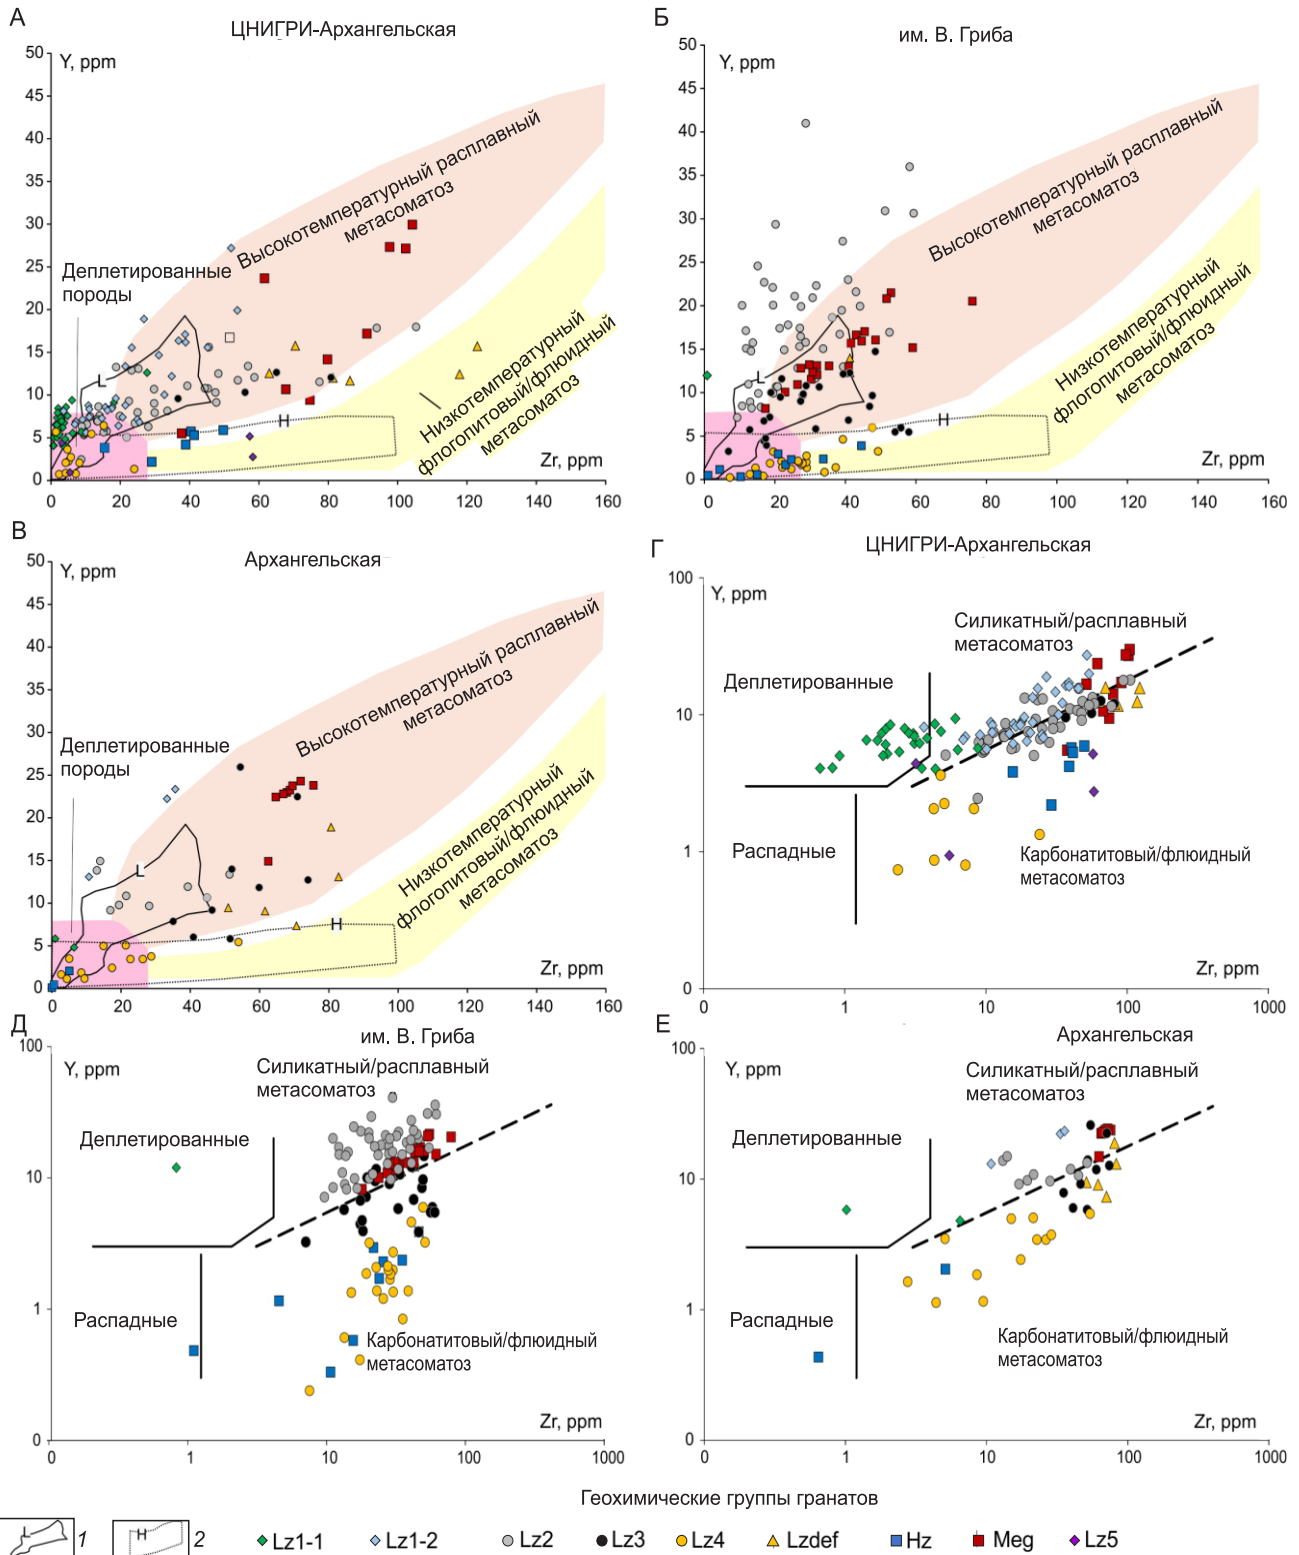 А
ЦНИГРИ-Архангельская
Y, ppm
50
45
40
35
30
25
20
15
10
5
0
Высокотемпературный расплавный
метасоматоз
Деплетированные
породы
L
H
Низкотемпературный
флогопитовый/флюидный
метасоматоз
Zr, ppm
0 20 40 60 80 100 120 140 160
Б
им. В. Гриба
Y, ppm
50
45
40
35
30
25
20
15
10
5
0
Высокотемпературный расплавный
метасоматоз
L
H
Низкотемпературный
флогопитовый/флюидный
метасоматоз
Zr, ppm
0 20 40 60 80 100 120 140 160
В
Архангельская
Y, ppm
50
45
40
35
30
25
20
15
10
5
0
Высокотемпературный расплавный
метасоматоз
Деплетированные
породы
L
H
Низкотемпературный
флогопитовый/флюидный
метасоматоз
Zr, ppm
0 20 40 60 80 100 120 140 160
Г
ЦНИГРИ-Архангельская
100
10
1
0
Y, ppm
Силикатный/расплавный
метасоматоз
Деплетированные
Распадные
Карбонатитовый/флюидный
метасоматоз
Zr, ppm
0 1 10 100 1000
Д
им. В. Гриба
100
10
1
0
Y, ppm
Силикатный/расплавный
метасоматоз
Деплетированные
Распадные
Карбонатитовый/флюидный
метасоматоз
Zr, ppm
0 1 10 100 1000
Е
Архангельская
100
10
1
0
Y, ppm
Силикатный/расплавный
метасоматоз
Деплетированные
Распадные
Карбонатитовый/флюидный
метасоматоз
Zr, ppm
0 1 10 100 1000
Геохимические группы гранатов
L 1 H 2 Lz1-1 Lz1-2 Lz2 Lz3 Lz4 Lzdef Hz Meg Lz5